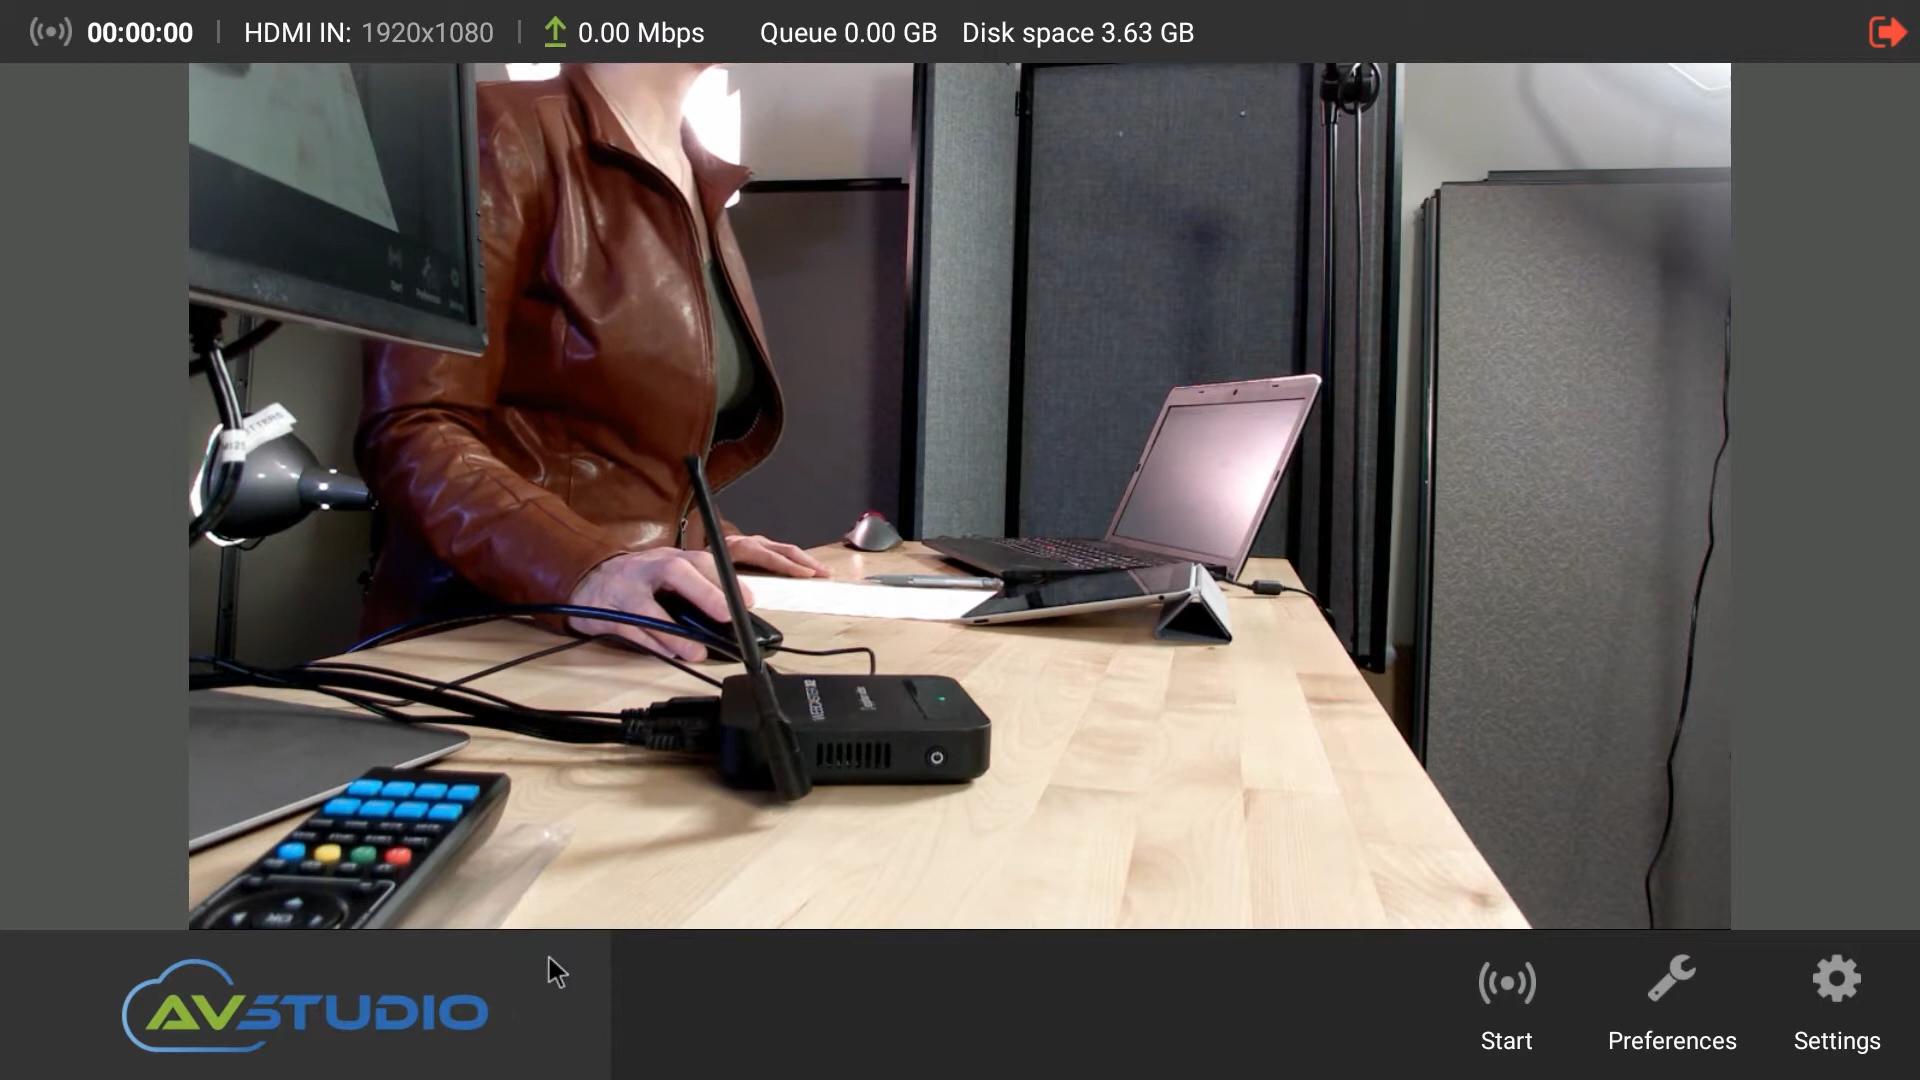 00:00:00 | HDMI IN: 1920x1080 | 0.00 Mbps Queue 0.00 GB Disk space 3.63 GB
AVSTUDIO
Start Preferences Settings